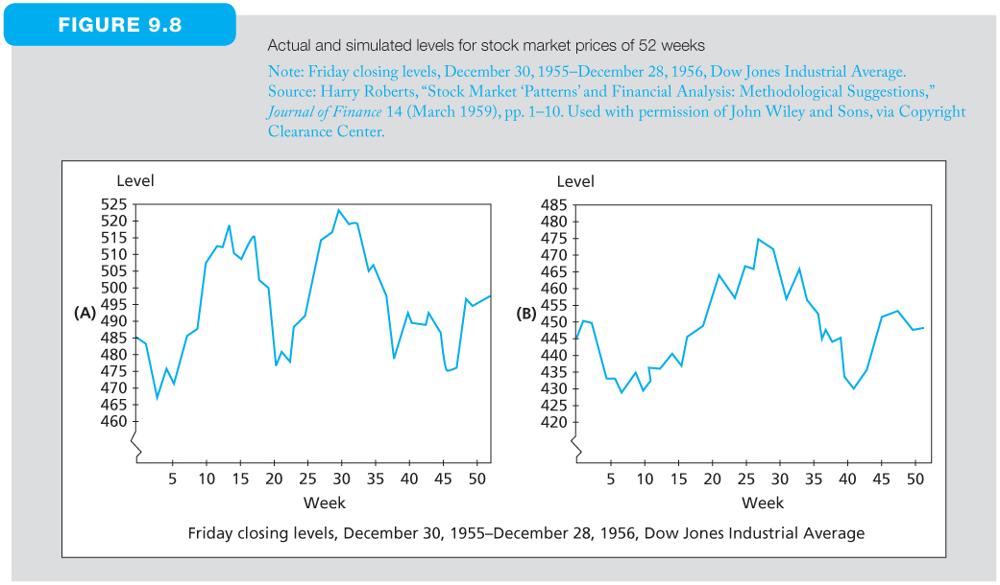 FIGURE 9.8
Actual and simulated levels for stock market prices of 52 weeks
Note: Friday closing levels, December 30, 1955–December 28, 1956, Dow Jones Industrial Average.
Source: Harry Roberts, “Stock Market ‘Patterns’ and Financial Analysis: Methodological Suggestions,”
Journal of Finance 14 (March 1959), pp. 1–10. Used with permission of John Wiley and Sons, via Copyright
Clearance Center.
Level
525
520
515
510
505
500
495
490
485
480
475
470
465
460
(A)
5 10 15 20 25 30 35 40 45 50
Week
Level
485
480
475
470
465
460
455
450
445
440
435
430
425
420
(B)
5 10 15 20 25 30 35 40 45 50
Week
Friday closing levels, December 30, 1955–December 28, 1956, Dow Jones Industrial Average